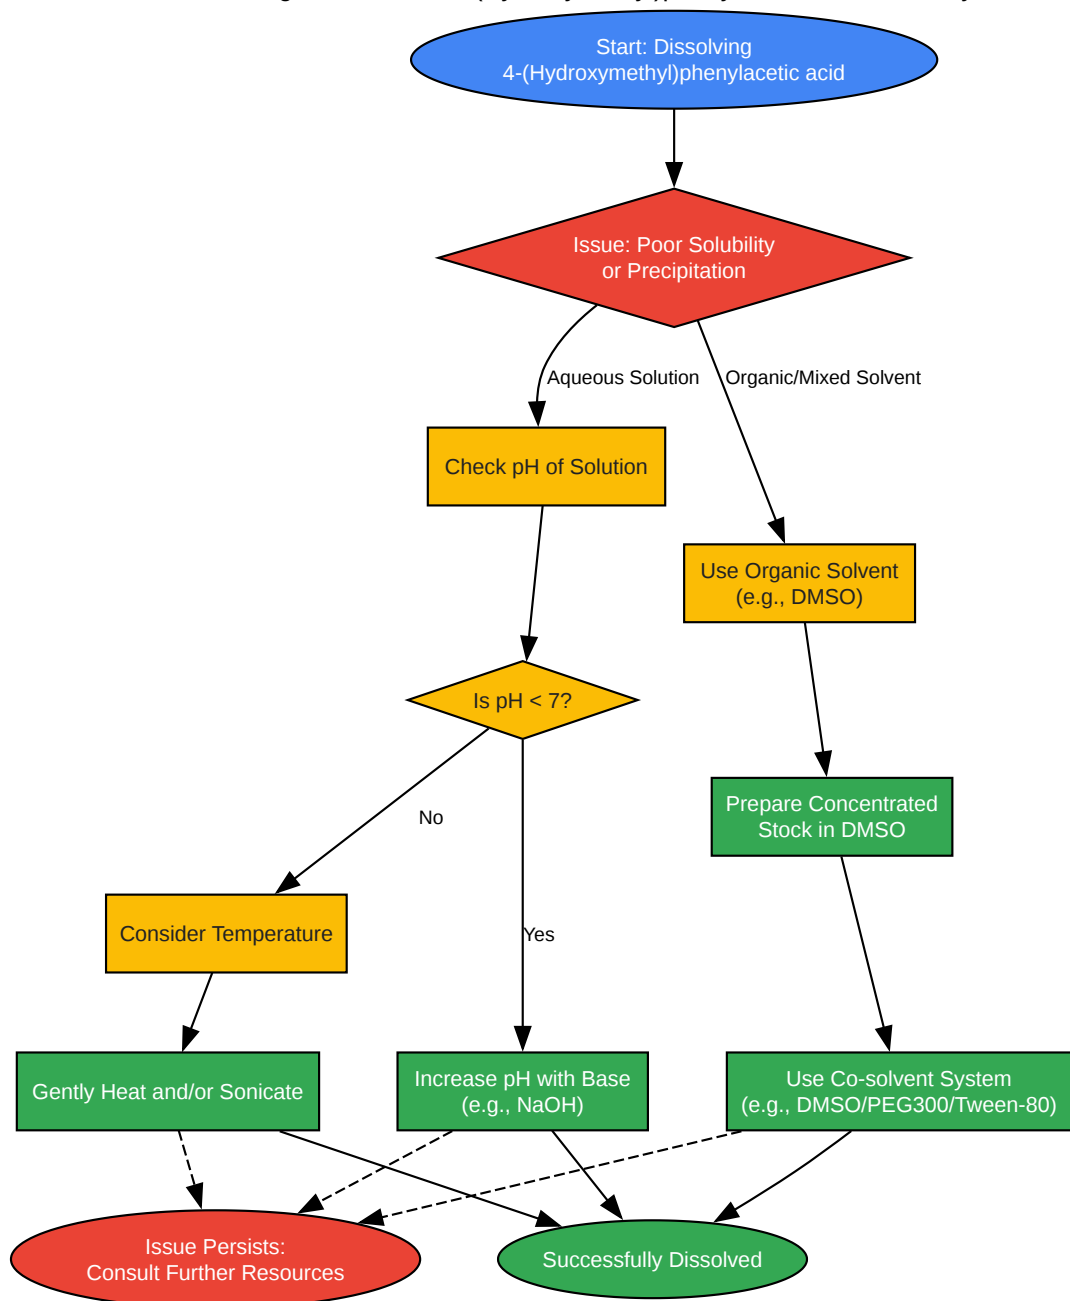 Start: Dissolving
4-(Hydroxymethyl)phenylacetic acid
Issue: Poor Solubility
or Precipitation
Aqueous Solution
Organic/Mixed Solvent
Check pH of Solution
Use Organic Solvent
(e.g., DMSO)
Is pH < 7?
Prepare Concentrated
Stock in DMSO
No
Consider Temperature
Yes
Gently Heat and/or Sonicate
Increase pH with Base
(e.g., NaOH)
Use Co-solvent System
(e.g., DMSO/PEG300/Tween-80)
Issue Persists:
Consult Further Resources
Successfully Dissolved